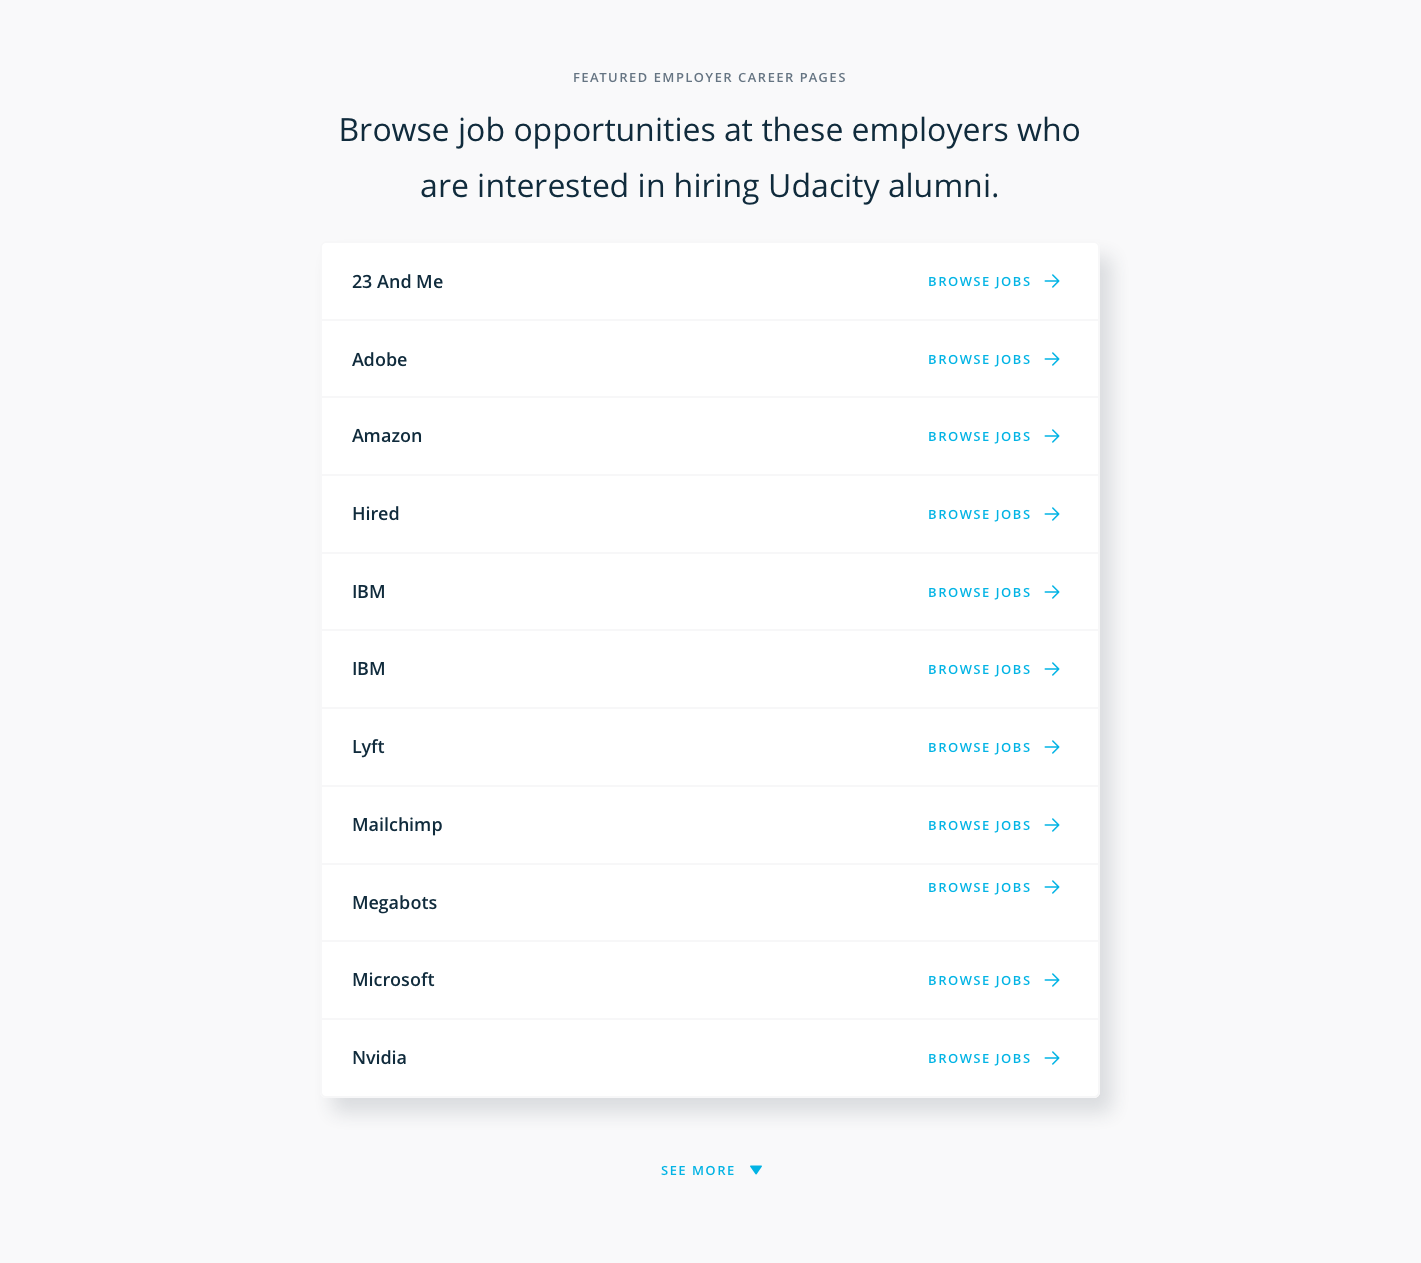 FEATURED EMPLOYER CAREER PAGES
Browse job opportunities at these employers who
are interested in hiring Udacity alumni.
23 And Me BROWSE JOBS
Adobe BROWSE JOBS
Amazon BROWSE JOBS
Hired BROWSE JOBS
IBM BROWSE JOBS
IBM BROWSE JOBS
Lyft BROWSE JOBS
Mailchimp BROWSE JOBS
Megabots BROWSE JOBS
Microsoft BROWSE JOBS
Nvidia BROWSE JOBS
SEE MORE